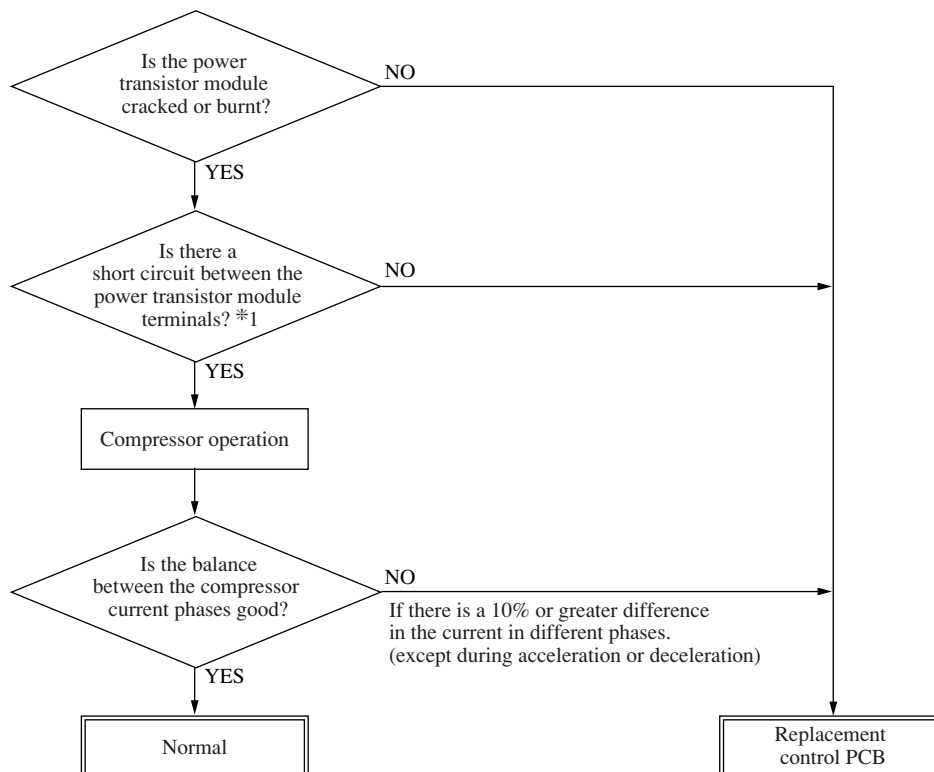 Is the power
transistor module
cracked or burnt?
NO
YES
Is there a
short circuit between the
power transistor module
terminals? *1
NO
YES
Compressor operation
Is the balance
between the compressor
current phases good?
NO
If there is a 10% or greater difference
in the current in different phases.
(except during acceleration or deceleration)
YES
Normal
Replacement
control PCB